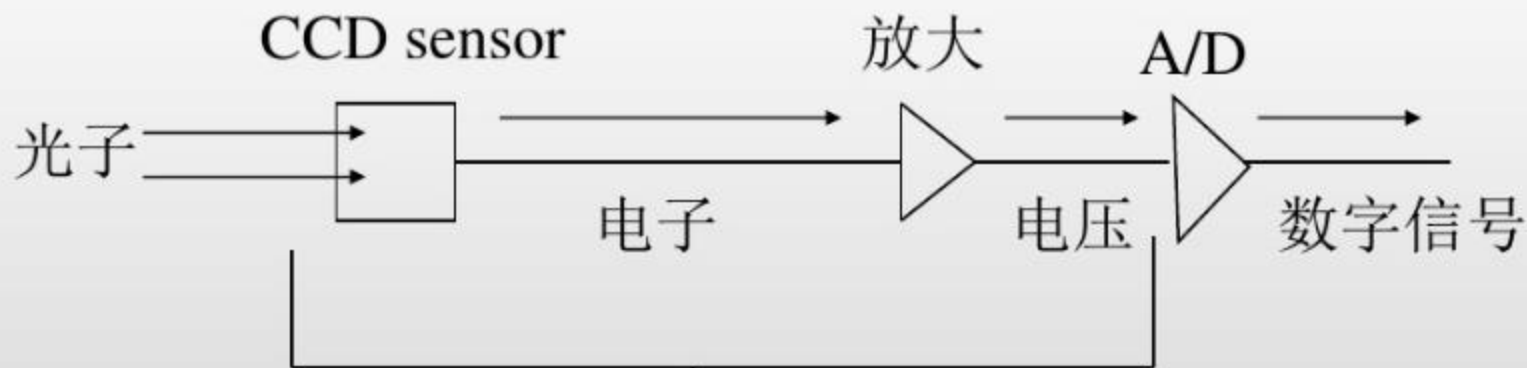 CCD sensor
放大
A/D
光子
电子
电压
数字信号